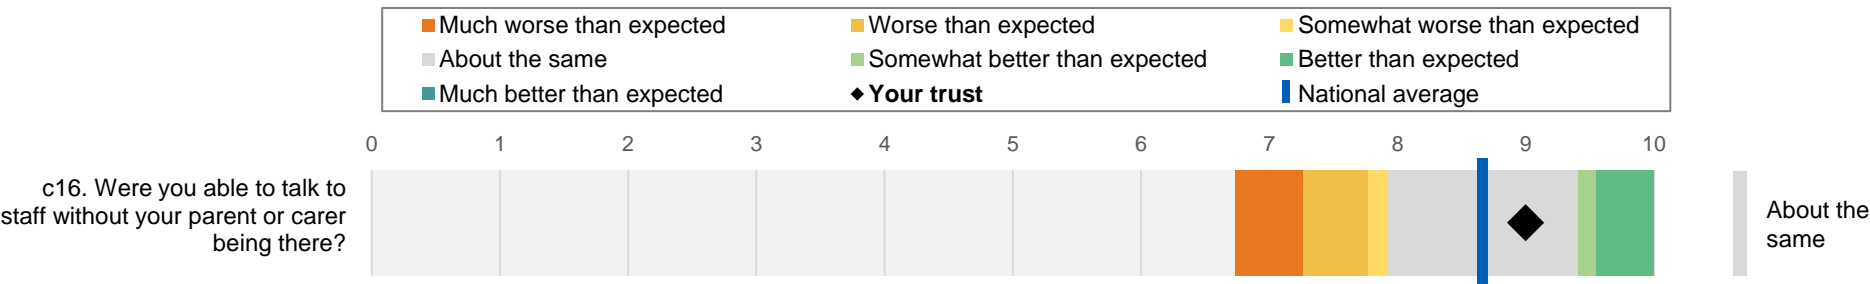 Much worse than expected
Worse than expected
Somewhat worse than expected
About the same
Somewhat better than expected
Better than expected
Much better than expected
Your trust
National average
0 1 2 3 4 5 6 7 8 9 10
c16. Were you able to talk to
staff without your parent or carer
being there?
About the
same